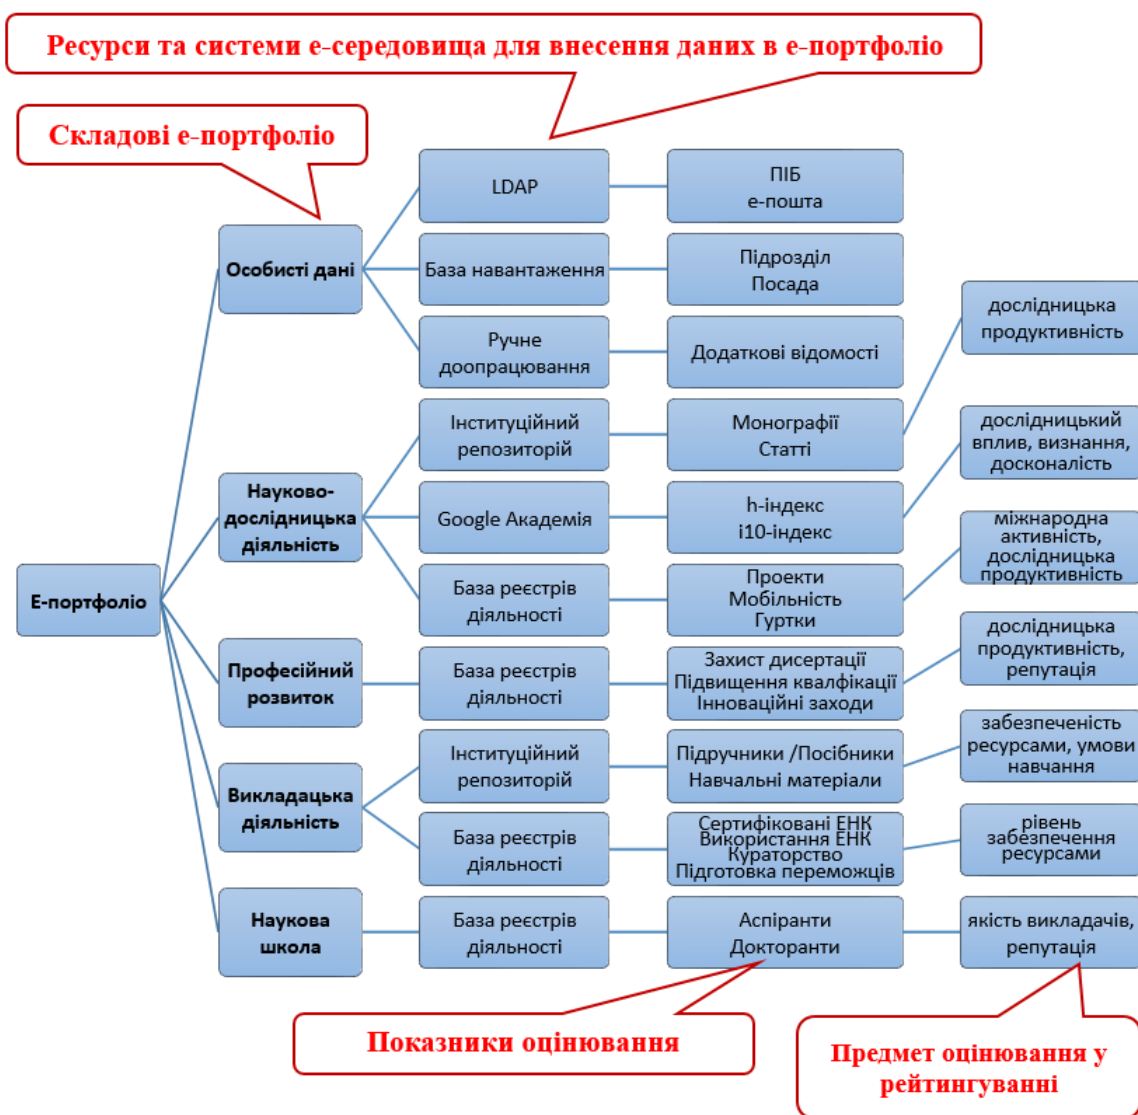 Ресурси та системи е-середовища для внесення даних в е-портфоліо
Складові е-портфоліо
Е-портфоліо
Особисті дані
LDAP
ПІБ
е-пошта
База навантаження
Підрозділ
Посада
Ручне
доопрацювання
Додаткові відомості
Науково-
дослідницька
діяльність
Інституційний
репозиторій
Монографії
Статті
дослідницька
продуктивність
Google Академія
h-індекс
i10-індекс
дослідницький
вплив, визнання,
досконалість
База реєстрів
діяльності
Проекти
Мобільність
Гуртки
міжнародна
активність,
дослідницька
продуктивність
Професійний
розвиток
База реєстрів
діяльності
Захист дисертації
Підвищення квалфікації
Інноваційні заходи
дослідницька
продуктивність,
репутація
Викладацька
діяльність
Інституційний
репозиторій
Підручники /Посібники
Навчальні матеріали
забезпеченість
ресурсами, умови
навчання
База реєстрів
діяльності
Сертифіковані ЕНК
Використання ЕНК
Кураторство
Підготовка переможців
рівень
забезпечення
ресурсами
Наукова
школа
База реєстрів
діяльності
Аспіранти
Докторанти
якість викладачів,
репутація
Показники оцінювання
Предмет оцінювання у
рейтингуванні